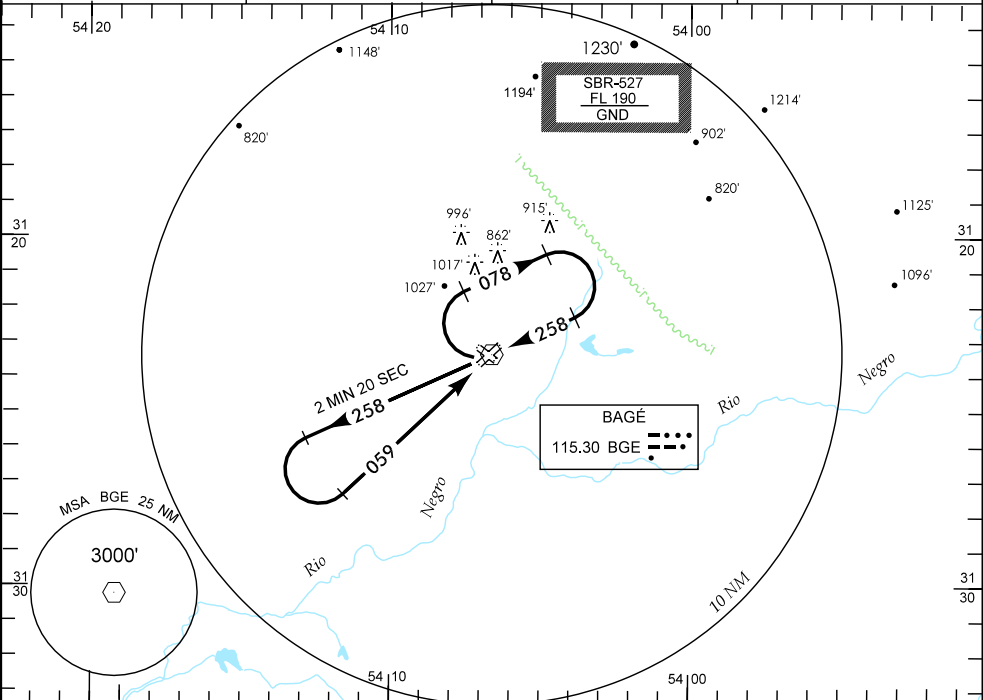 54 20
54 10
54 00
1148'
1230'
1194'
SBR-527
FL 190
GND
1214'
820'
902'
820'
1125'
996'
915'
862'
31
20
31
20
1017'
1027'
078
1096'
258
2 MIN 20 SEC
258
059
Negro
Rio
BAGÉ
115.30 BGE
Negro
MSA BGE 25 NM
3000'
Rio
10 NM
31
30
31
30
54 10
54 00